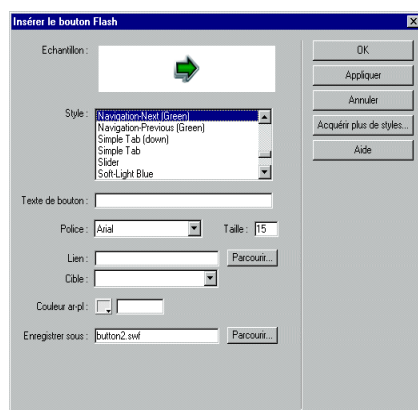 Insérer le bouton Flash
Echantillon :
OK
Appliquer
Annuler
Acquérir plus de styles...
Aide
Style :
Navigation-Next (Green)
Navigation-Previous (Green)
Simple Tab (down)
Simple Tab
Slider
Soft-Light Blue
Texte de bouton :
Police : Arial Taille : 15
Lien : Parcourir...
Cible :
Couleur ar-pl :
Enregistrer sous : button2.swf Parcourir...